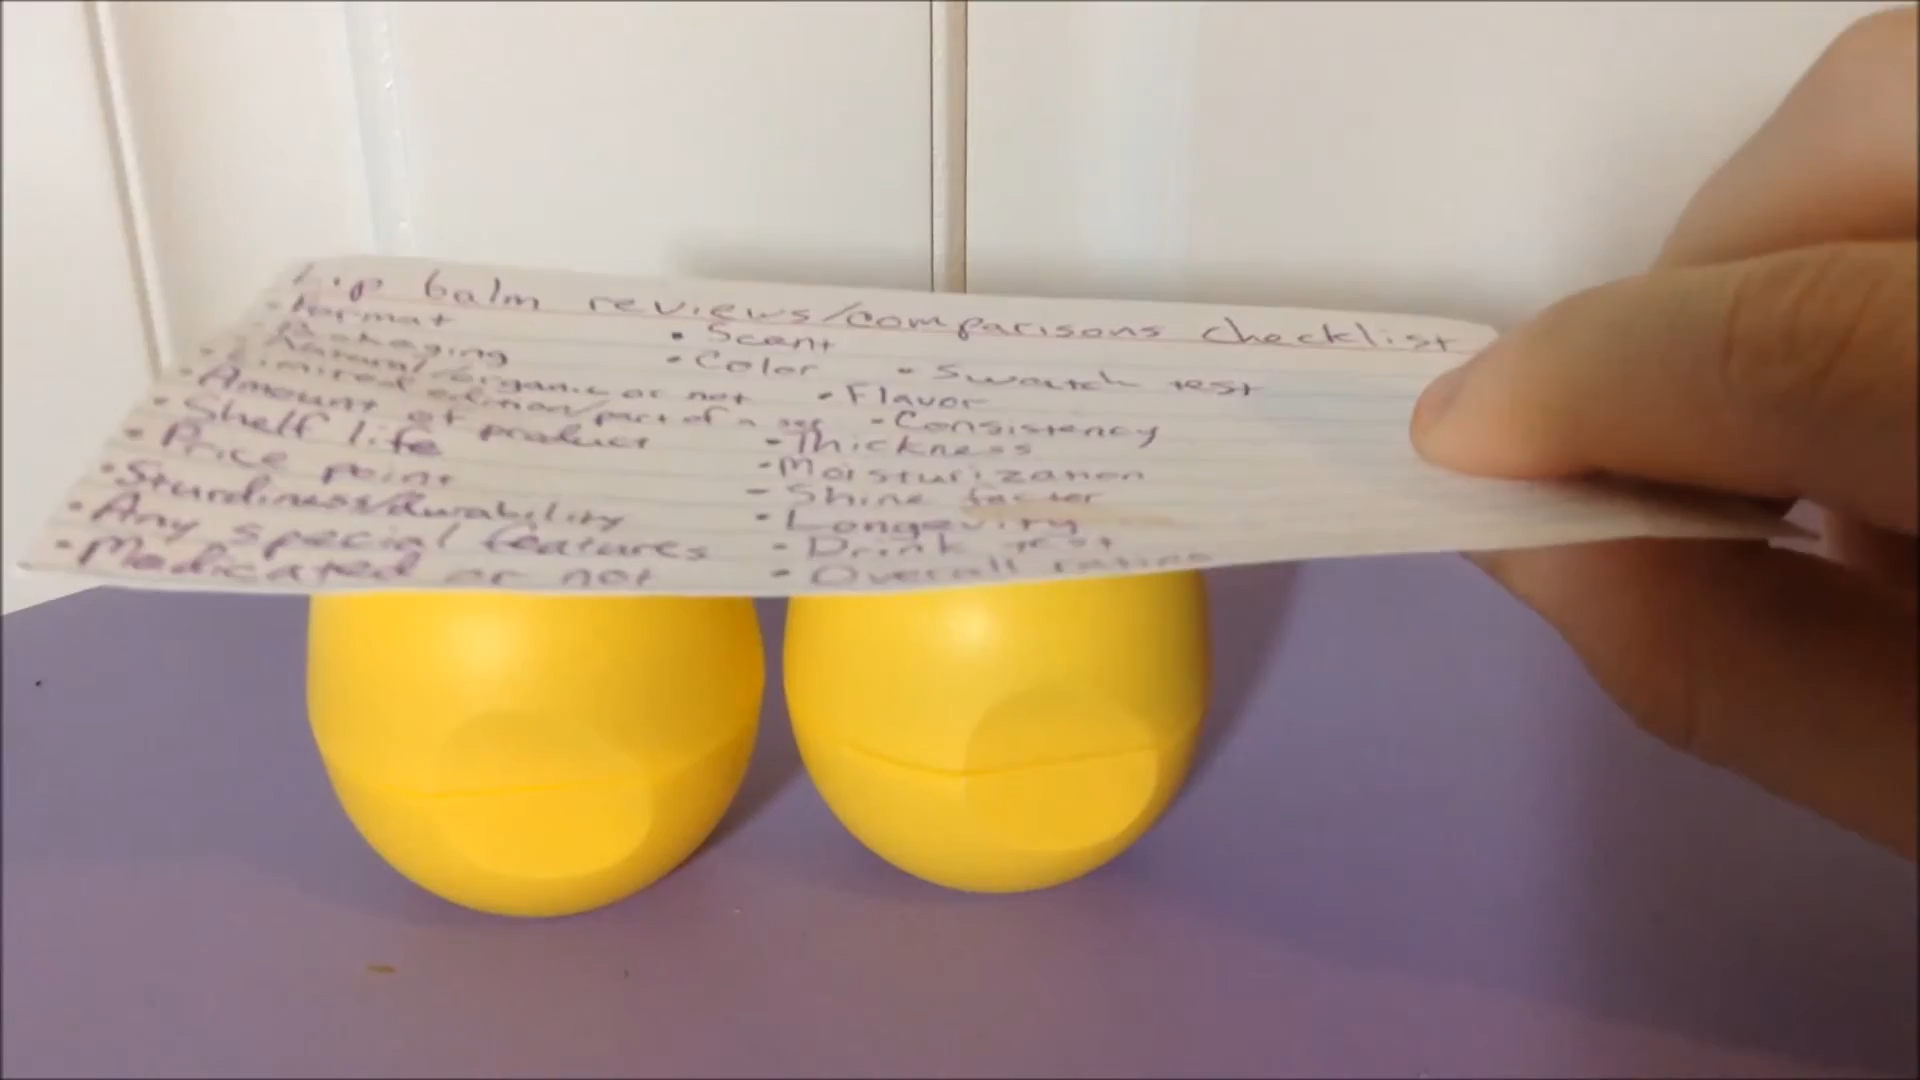 Lip balm reviews/comparisons checklist
• Format
• Packaging
• Natural/organic or not
• Limited edition/part of a set
• Amount of product
• Shelf life
• Price point
• Sturdiness/durability
• Any special features
• Medicated or not
• Scent
• Color
• Swatch test
• Flavor
• Consistency
• Thickness
• Moisturization
- Shine factor
• Longevity
- Drink test
• Overall rating